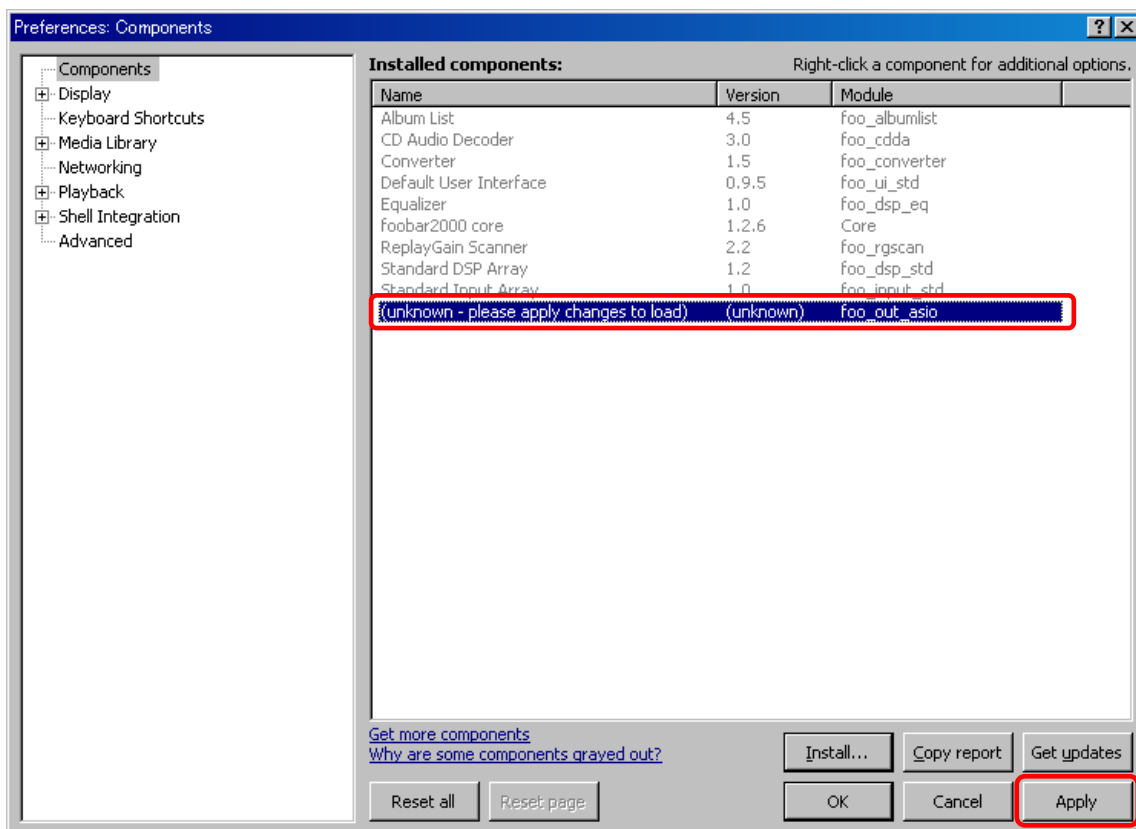 Preferences: Components
Components
Display
Keyboard Shortcuts
Media Library
Networking
Playback
Shell Integration
Advanced
Installed components: Right-click a component for additional options.
Name Version Module
Album List 4.5 foo_albumlist
CD Audio Decoder 3.0 foo_cdda
Converter 1.5 foo_converter
Default User Interface 0.9.5 foo_ui_std
Equalizer 1.0 foo_dsp_eq
foobar2000 core 1.2.6 Core
ReplayGain Scanner 2.2 foo_rgscan
Standard DSP Array 1.2 foo_dsp_std
Standard Input Array 1.0 foo_input_std
(unknown - please apply changes to load) (unknown) foo_out_asio
Get more components
Why are some components grayed out?
Install... Copy report Get updates
Reset all Reset page OK Cancel Apply